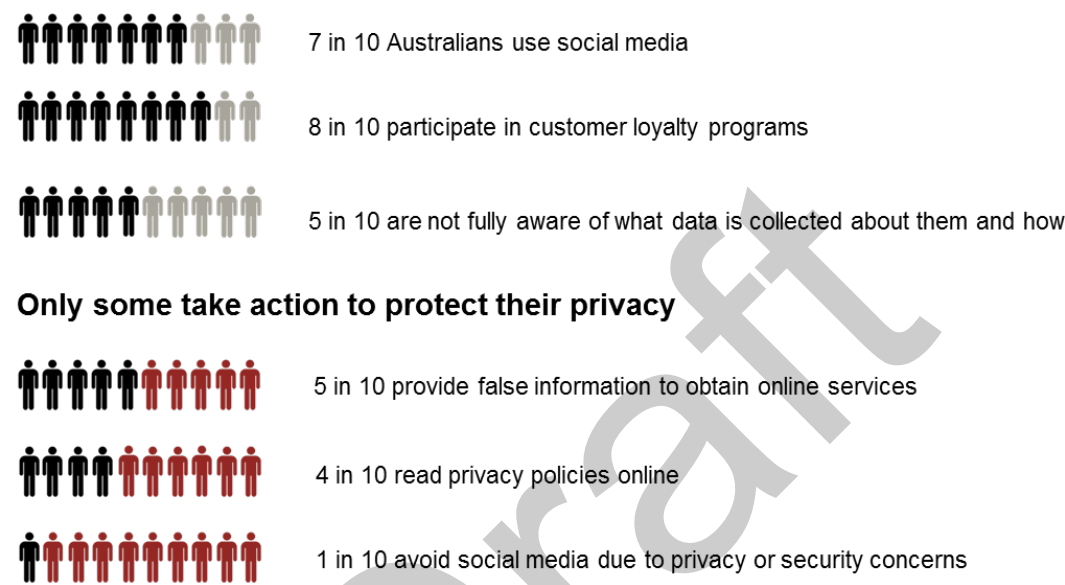 7 in 10 Australians use social media
8 in 10 participate in customer loyalty programs
5 in 10 are not fully aware of what data is collected about them and how
Only some take action to protect their privacy
5 in 10 provide false information to obtain online services
4 in 10 read privacy policies online
1 in 10 avoid social media due to privacy or security concerns
Draft